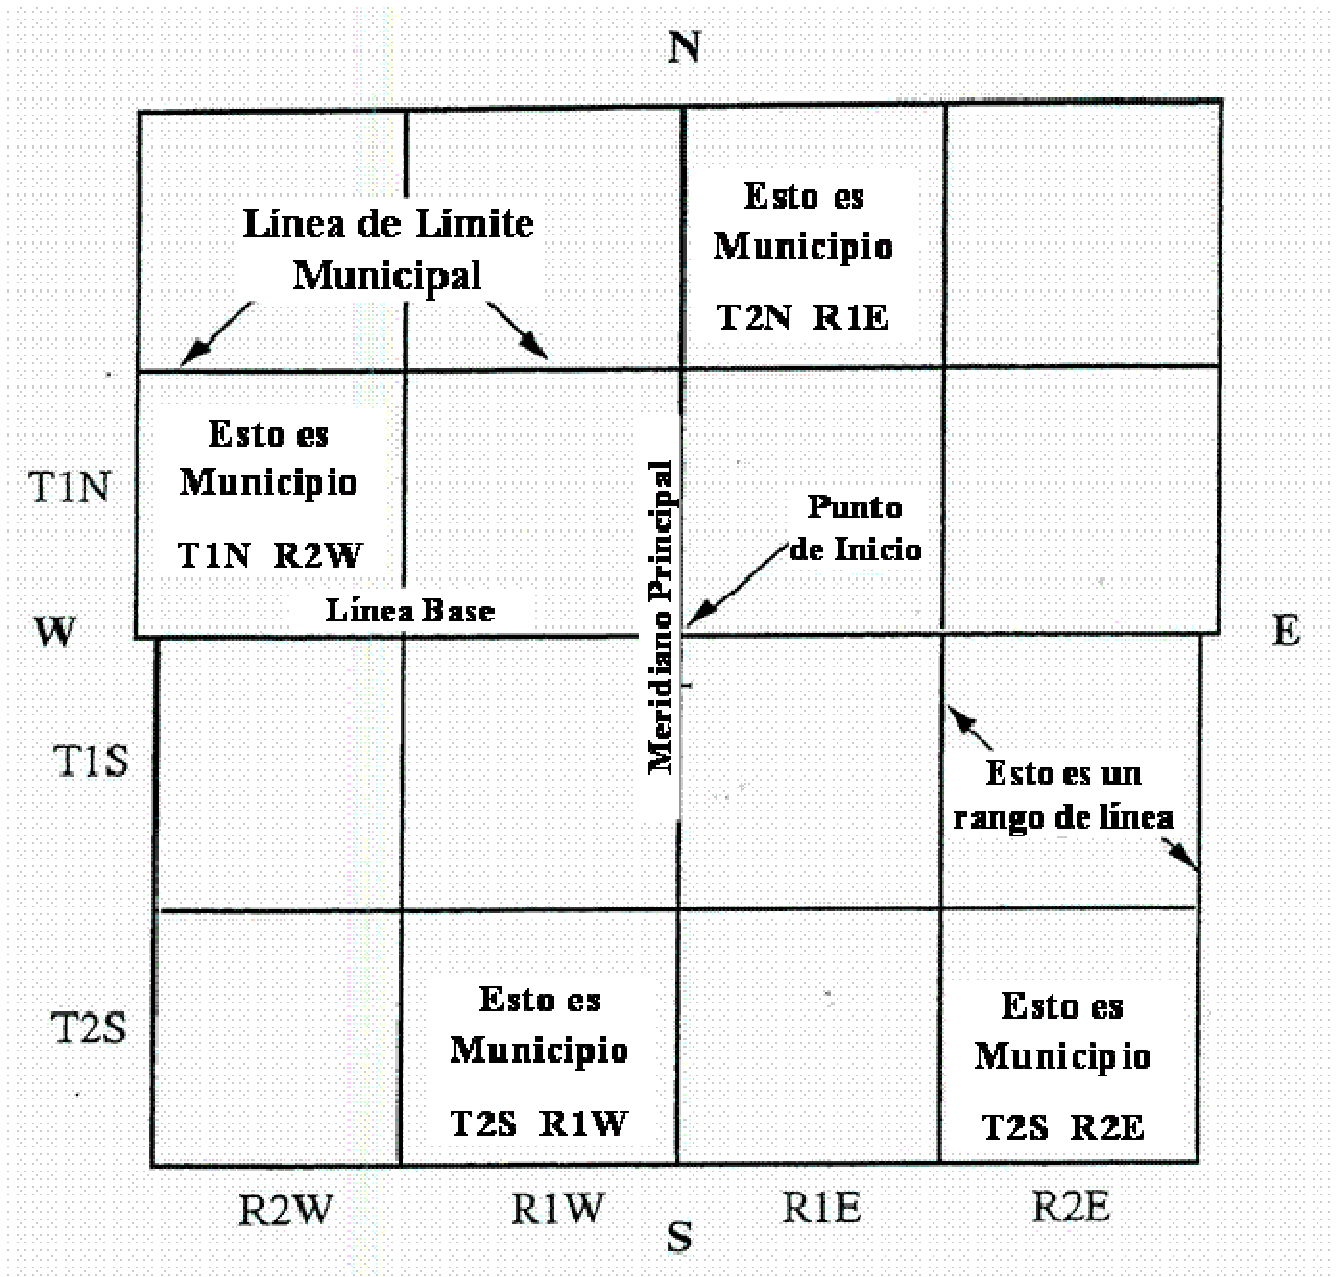 N
Línea de Limite
Municipal
Esto es
Municipio
T2N R1E
T1N
Esto es
Municipio
T1N R2W
Línea Base
Meridiano Principal
Punto
de Inicio
W
E
T1S
Esto es un
rango de línea
T2S
Esto es
Municipio
T2S R1W
Esto es
Municipio
T2S R2E
R2W
R1W
R1E
R2E
S